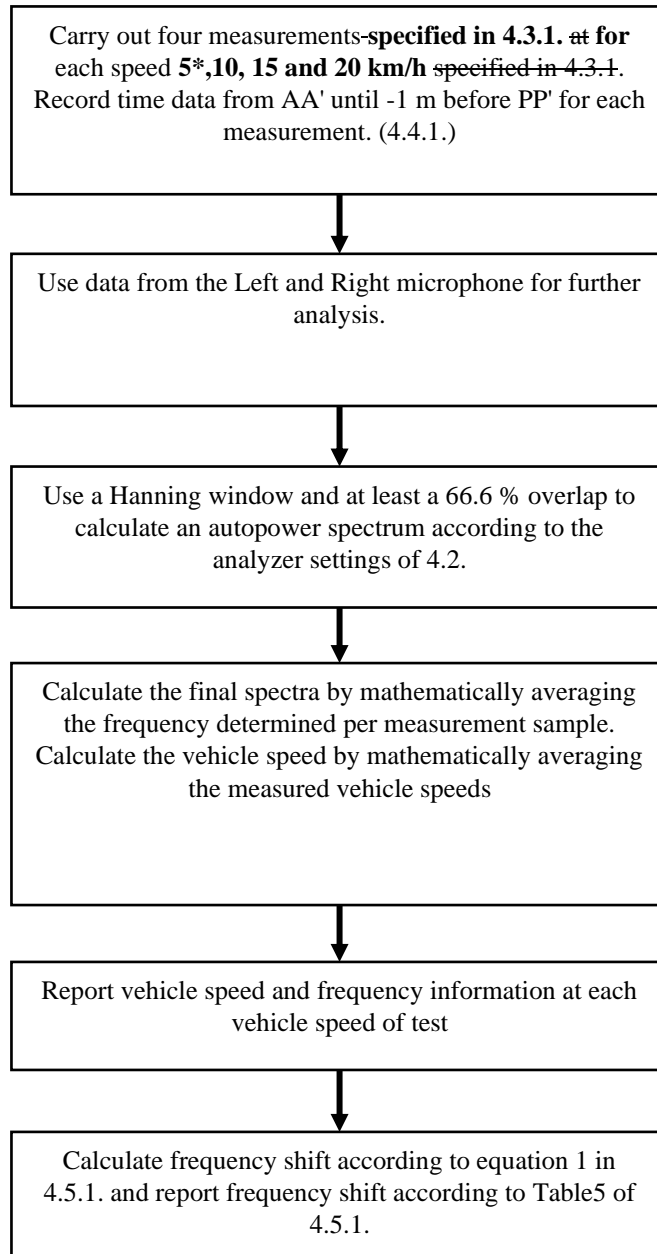 Carry out four measurements-specified in 4.3.1. at for
each speed 5*,10, 15 and 20 km/h specified in 4.3.1.
Record time data from AA' until -1 m before PP' for each
measurement. (4.4.1.)
Use data from the Left and Right microphone for further
analysis.
Use a Hanning window and at least a 66.6 % overlap to
calculate an autopower spectrum according to the
analyzer settings of 4.2.
Calculate the final spectra by mathematically averaging
the frequency determined per measurement sample.
Calculate the vehicle speed by mathematically averaging
the measured vehicle speeds
Report vehicle speed and frequency information at each
vehicle speed of test
Calculate frequency shift according to equation 1 in
4.5.1. and report frequency shift according to Table5 of
4.5.1.